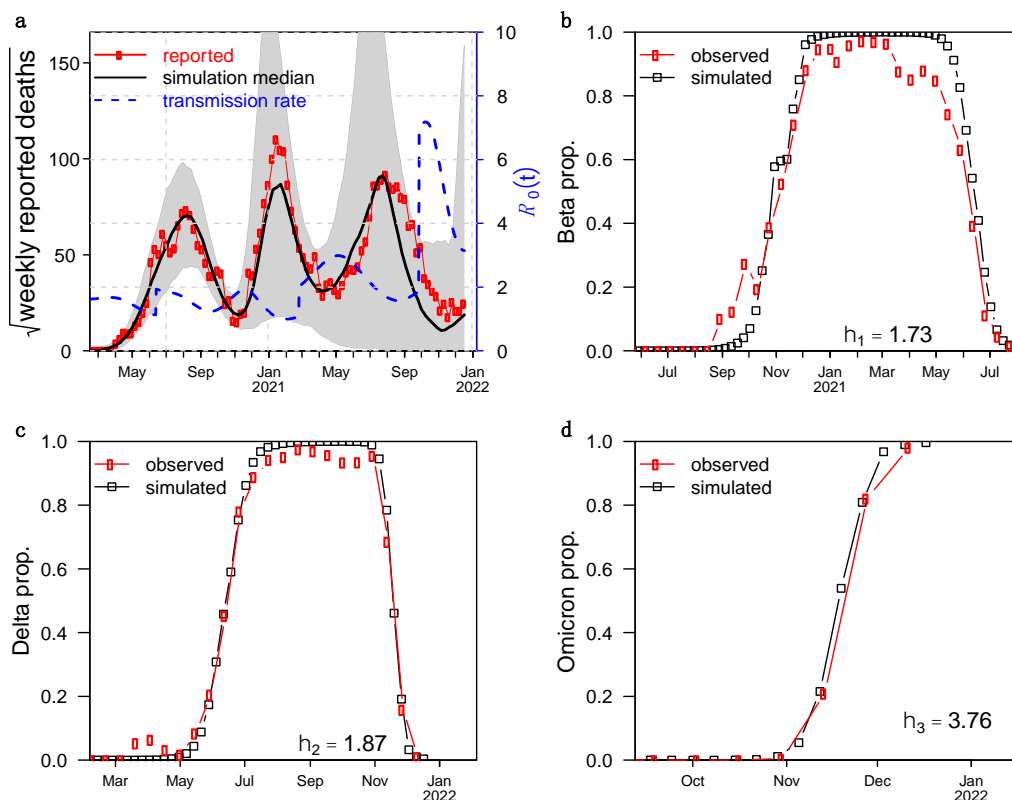 a
√weekly reported deaths
reported
simulation median
transmission rate
0
50
100
150
0
2
4
6
8
10
R₀(t)
May
Sep
Jan
2021
May
Sep
Jan
2022
b
Beta prop.
observed
simulated
0.0
0.2
0.4
0.6
0.8
1.0
h₁ = 1.73
Jul
Sep
Nov
Jan
2021
Mar
May
Jul
c
Delta prop.
observed
simulated
0.0
0.2
0.4
0.6
0.8
1.0
h₂ = 1.87
Mar
May
Jul
Sep
Nov
Jan
2022
d
Omicron prop.
observed
simulated
0.0
0.2
0.4
0.6
0.8
1.0
h₃ = 3.76
Oct
Nov
Dec
Jan
2022